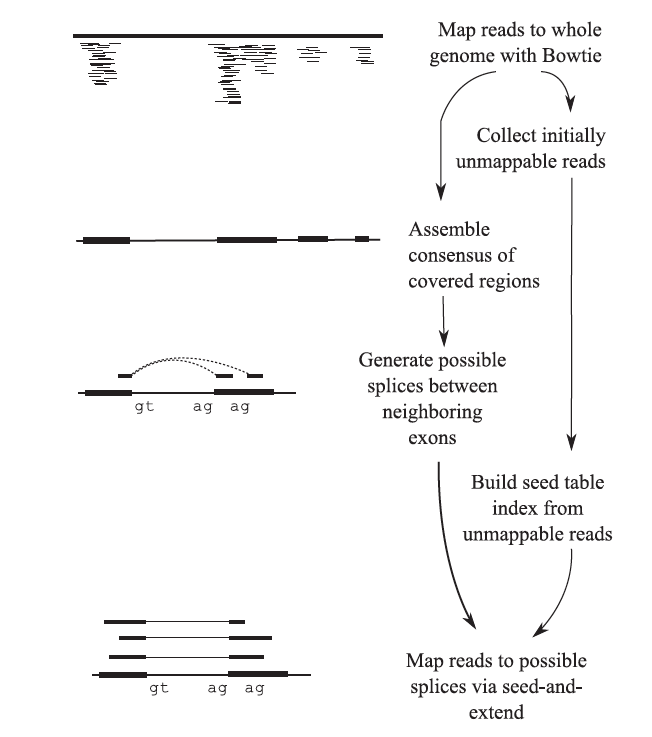 Map reads to whole
genome with Bowtie
Collect initially
unmappable reads
Assemble
consensus of
covered regions
Generate possible
splices between
neighboring
exons
gt ag ag
Build seed table
index from
unmappable reads
Map reads to possible
splices via seed-and-
extend
gt ag ag